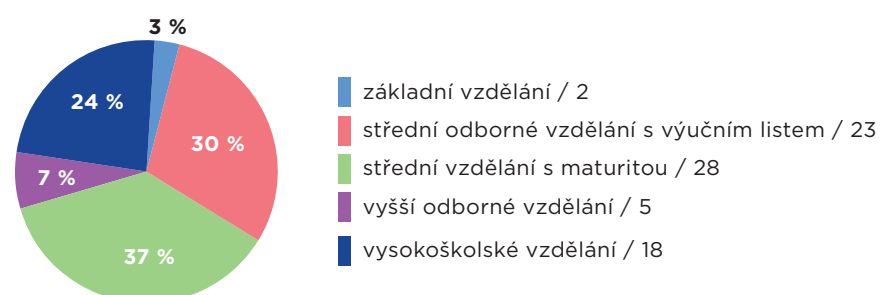 3 %
24 %
30 %
7 %
37 %
základní vzdělání / 2
střední odborné vzdělání s výučním listem / 23
střední vzdělání s maturitou / 28
vyšší odborné vzdělání / 5
vysokoškolské vzdělání / 18